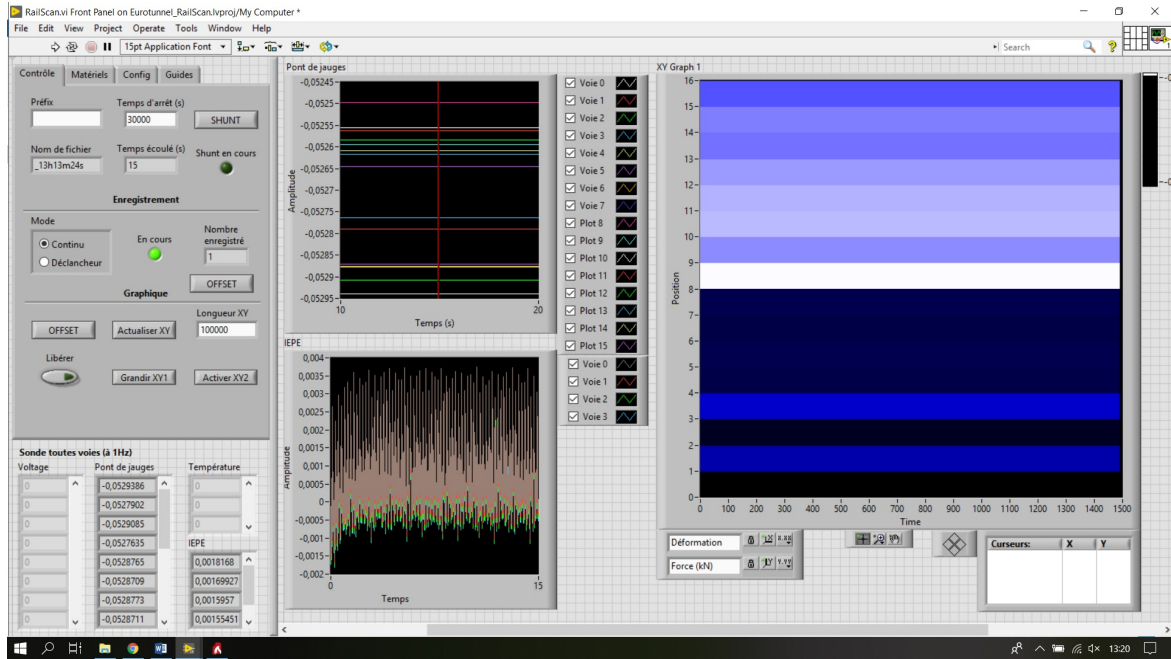 RailScan.vi Front Panel on Eurotunnel_RailScan.lvproj/My Computer *
File Edit View Project Operate Tools Window Help
15pt Application Font
Search
Contrôle Matériels Config Guides
Préfix
Temps d'arrêt (s)
30000
SHUNT
Nom de fichier
_13h13m24s
Temps écoulé (s)
15
Shunt en cours
Enregistrement
Mode
Continu
Déclancheur
En cours
Nombre
enregistré
1
OFFSET
Graphique
OFFSET
Actualiser XY
Longueur XY
100000
Libérer
Grandir XY1
Activer XY2
Sonde toutes voies (à 1Hz)
Voltage
0
0
0
0
0
0
0
0
Pont de jauges
-0,0529386
-0,0527902
-0,0529085
-0,0527635
-0,0528765
-0,0528709
-0,0528773
-0,0528711
Température
0
0
0
IEPE
0,0018168
0,00169927
0,0015957
0,00155451
Pont de jauges
Amplitude
-0,05245
-0,0525
-0,05255
-0,0526
-0,05265
-0,0527
-0,05275
-0,0528
-0,05285
-0,0529
-0,05295
10 20
Temps (s)
Voie 0
Voie 1
Voie 2
Voie 3
Voie 4
Voie 5
Voie 6
Voie 7
Plot 8
Plot 9
Plot 10
Plot 11
Plot 12
Plot 13
Plot 14
Plot 15
IEPE
Amplitude
0,004
0,0035
0,003
0,0025
0,002
0,0015
0,001
0,0005
0
-0,0005
-0,001
-0,0015
-0,002
0 15
Temps
Voie 0
Voie 1
Voie 2
Voie 3
XY Graph 1
Position
16
15
14
13
12
11
10
9
8
7
6
5
4
3
2
1
0
0 100 200 300 400 500 600 700 800 900 1000 1100 1200 1300 1400 1500
Time
Déformation
Force (kN)
Curseurs: X Y
13:20